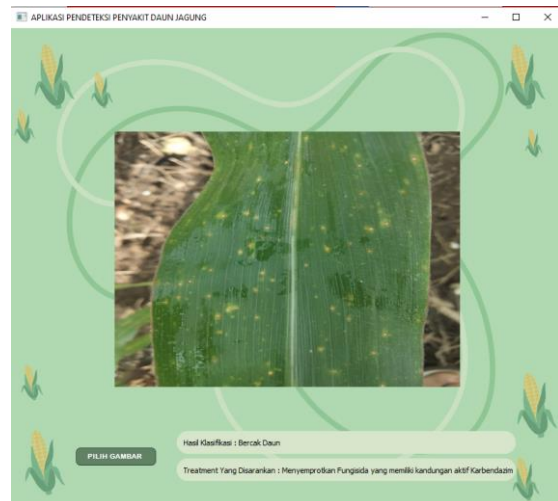 APLIKASI PENDETEKSI PENYAKIT DAUN JAGUNG
Hasil Klasifikasi : Bercak Daun
PILIH GAMBAR
Treatment Yang Disarankan : Menyemprotkan Fungisida yang memiliki kandungan aktif Karbendazim